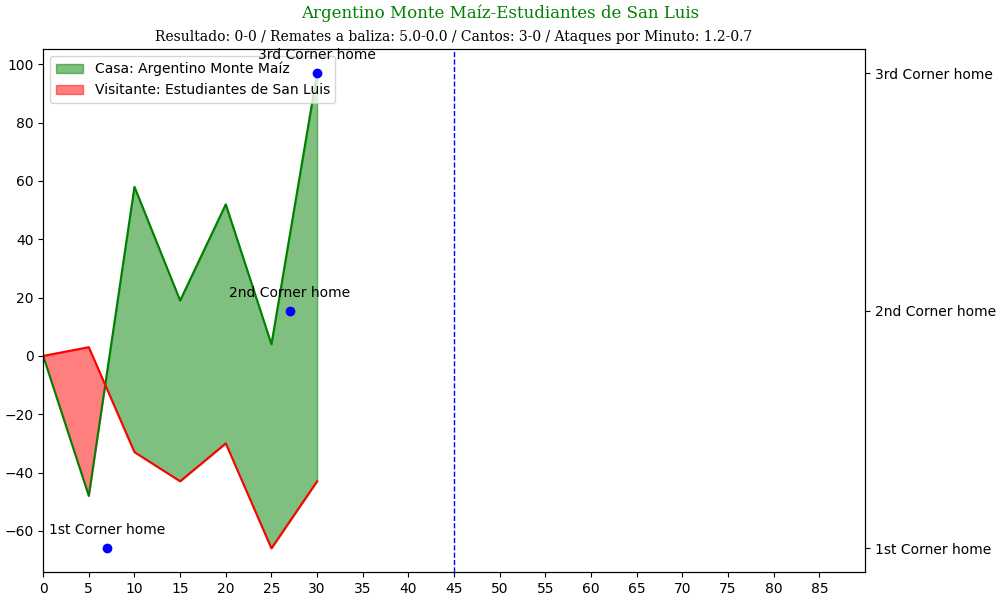 Argentino Monte Maíz-Estudiantes de San Luis
Resultado: 0-0 / Remates a baliza: 5.0-0.0 / Cantos: 3-0 / Ataques por Minuto: 1.2-0.7
3rd Corner home
Casa: Argentino Monte Maíz
Visitante: Estudiantes de San Luis
100
80
60
40
20
0
−20
−40
−60
2nd Corner home
1st Corner home
3rd Corner home
2nd Corner home
1st Corner home
0 5 10 15 20 25 30 35 40 45 50 55 60 65 70 75 80 85